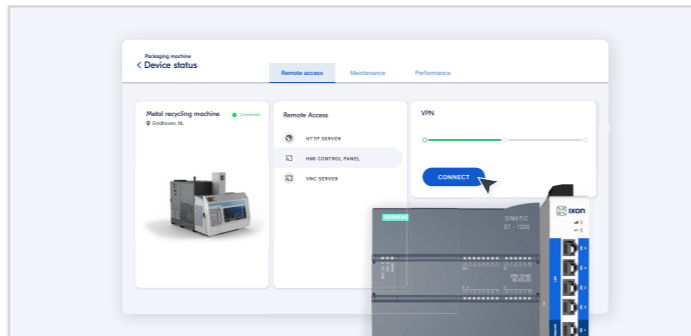 Packaging machine
Device status
Remote access
Maintenance
Performance
Metal recycling machine
Connected
Eindhoven, NL
Remote Access
HTTP SERVER
HMI CONTROL PANEL
VNC SERVER
VPN
CONNECT
SIEMENS
SIMATIC
S7 - 1200
ixon
LAN